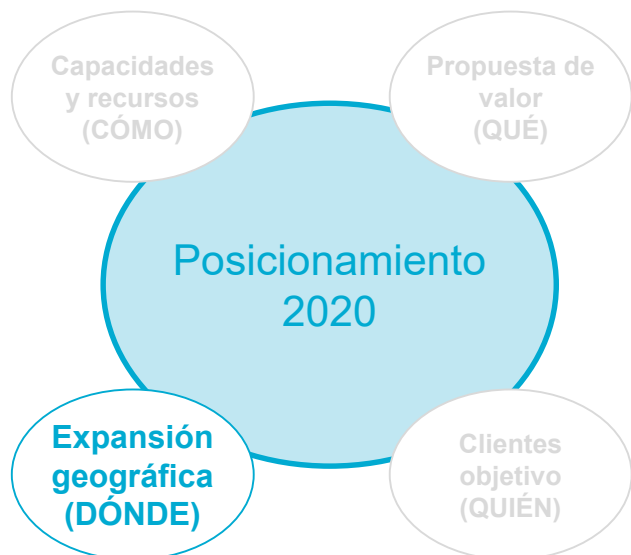 Capacidades
y recursos
(CÓMO)
Propuesta de
valor
(QUÉ)
Posicionamiento
2020
Expansión
geográfica
(DÓNDE)
Clientes
objetivo
(QUIÉN)